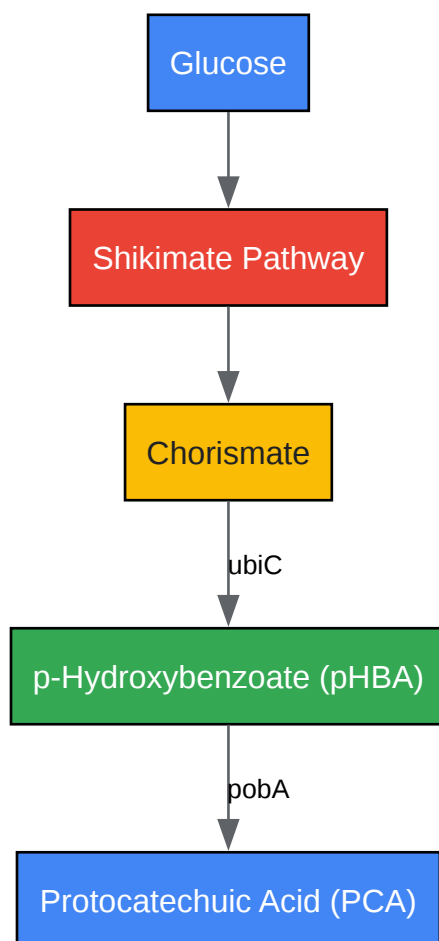 Glucose
Shikimate Pathway
Chorismate
ubiC
p-Hydroxybenzoate (pHBA)
pobA
Protocatechuic Acid (PCA)